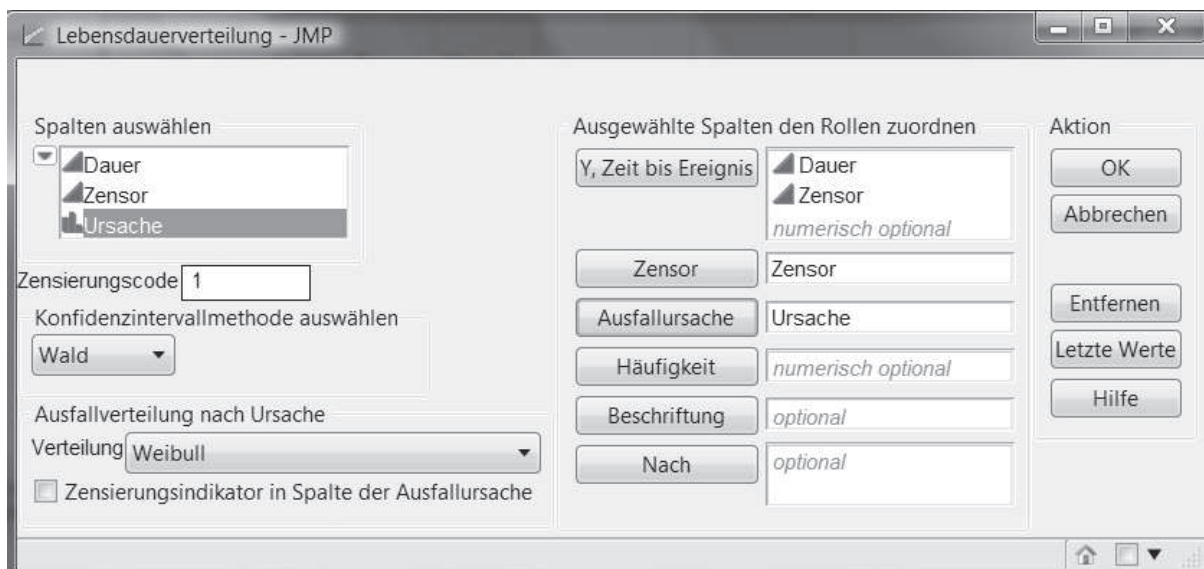 Lebensdauerverteilung - JMP
Spalten auswählen
Dauer
Zensor
Ursache
Zensierungscode 1
Konfidenzintervallmethode auswählen
Wald
Ausfallverteilung nach Ursache
Verteilung Weibull
Zensierungsindikator in Spalte der Ausfallursache
Ausgewählte Spalten den Rollen zuordnen
Y, Zeit bis Ereignis
Dauer
Zensor
numerisch optional
Zensor Zensor
Ausfallursache Ursache
Häufigkeit numerisch optional
Beschriftung optional
Nach optional
Aktion
OK
Abbrechen
Entfernen
Letzte Werte
Hilfe